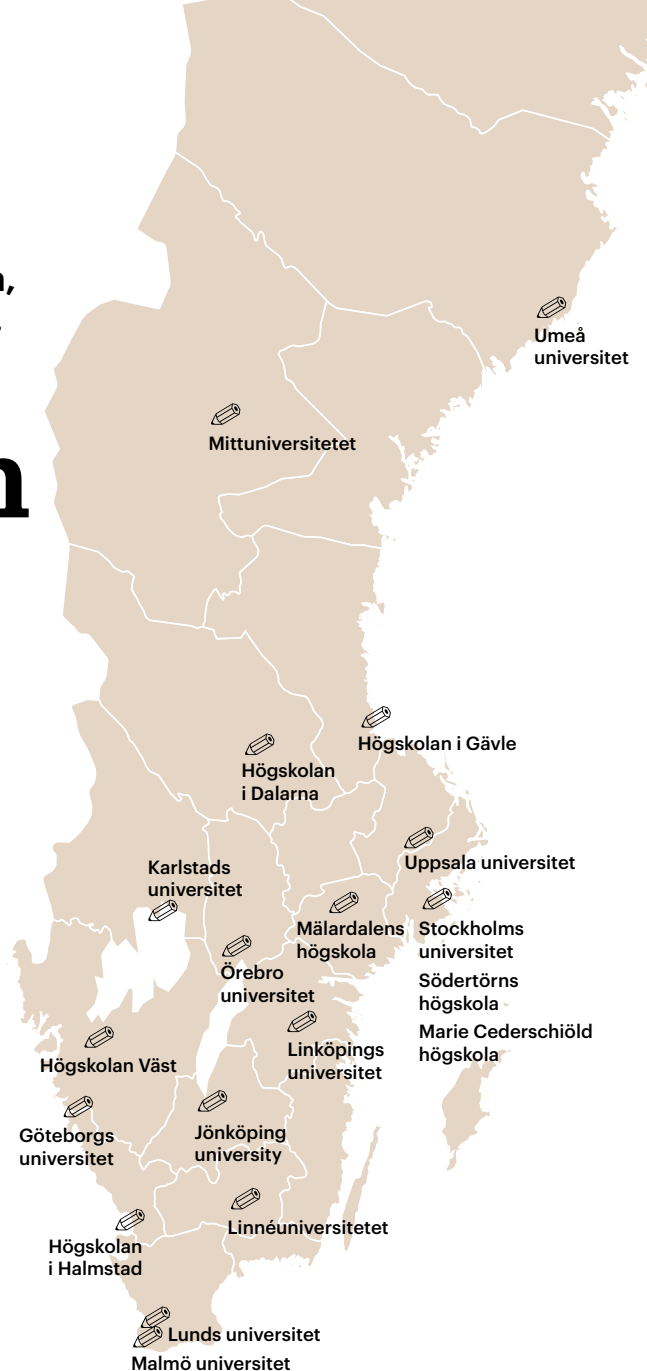 Umeå
universitet
Mittuniversitetet
Högskolan i Gävle
Högskolan
i Dalarna
Uppsala universitet
Karlstads
universitet
Mälardalens
högskola
Stockholms
universitet
Södertörns
högskola
Marie Cederschiöld
högskola
Örebro
universitet
Linköpings
universitet
Högskolan Väst
Göteborgs
universitet
Jönköping
university
Linnéuniversitetet
Högskolan
i Halmstad
Lunds universitet
Malmö universitet